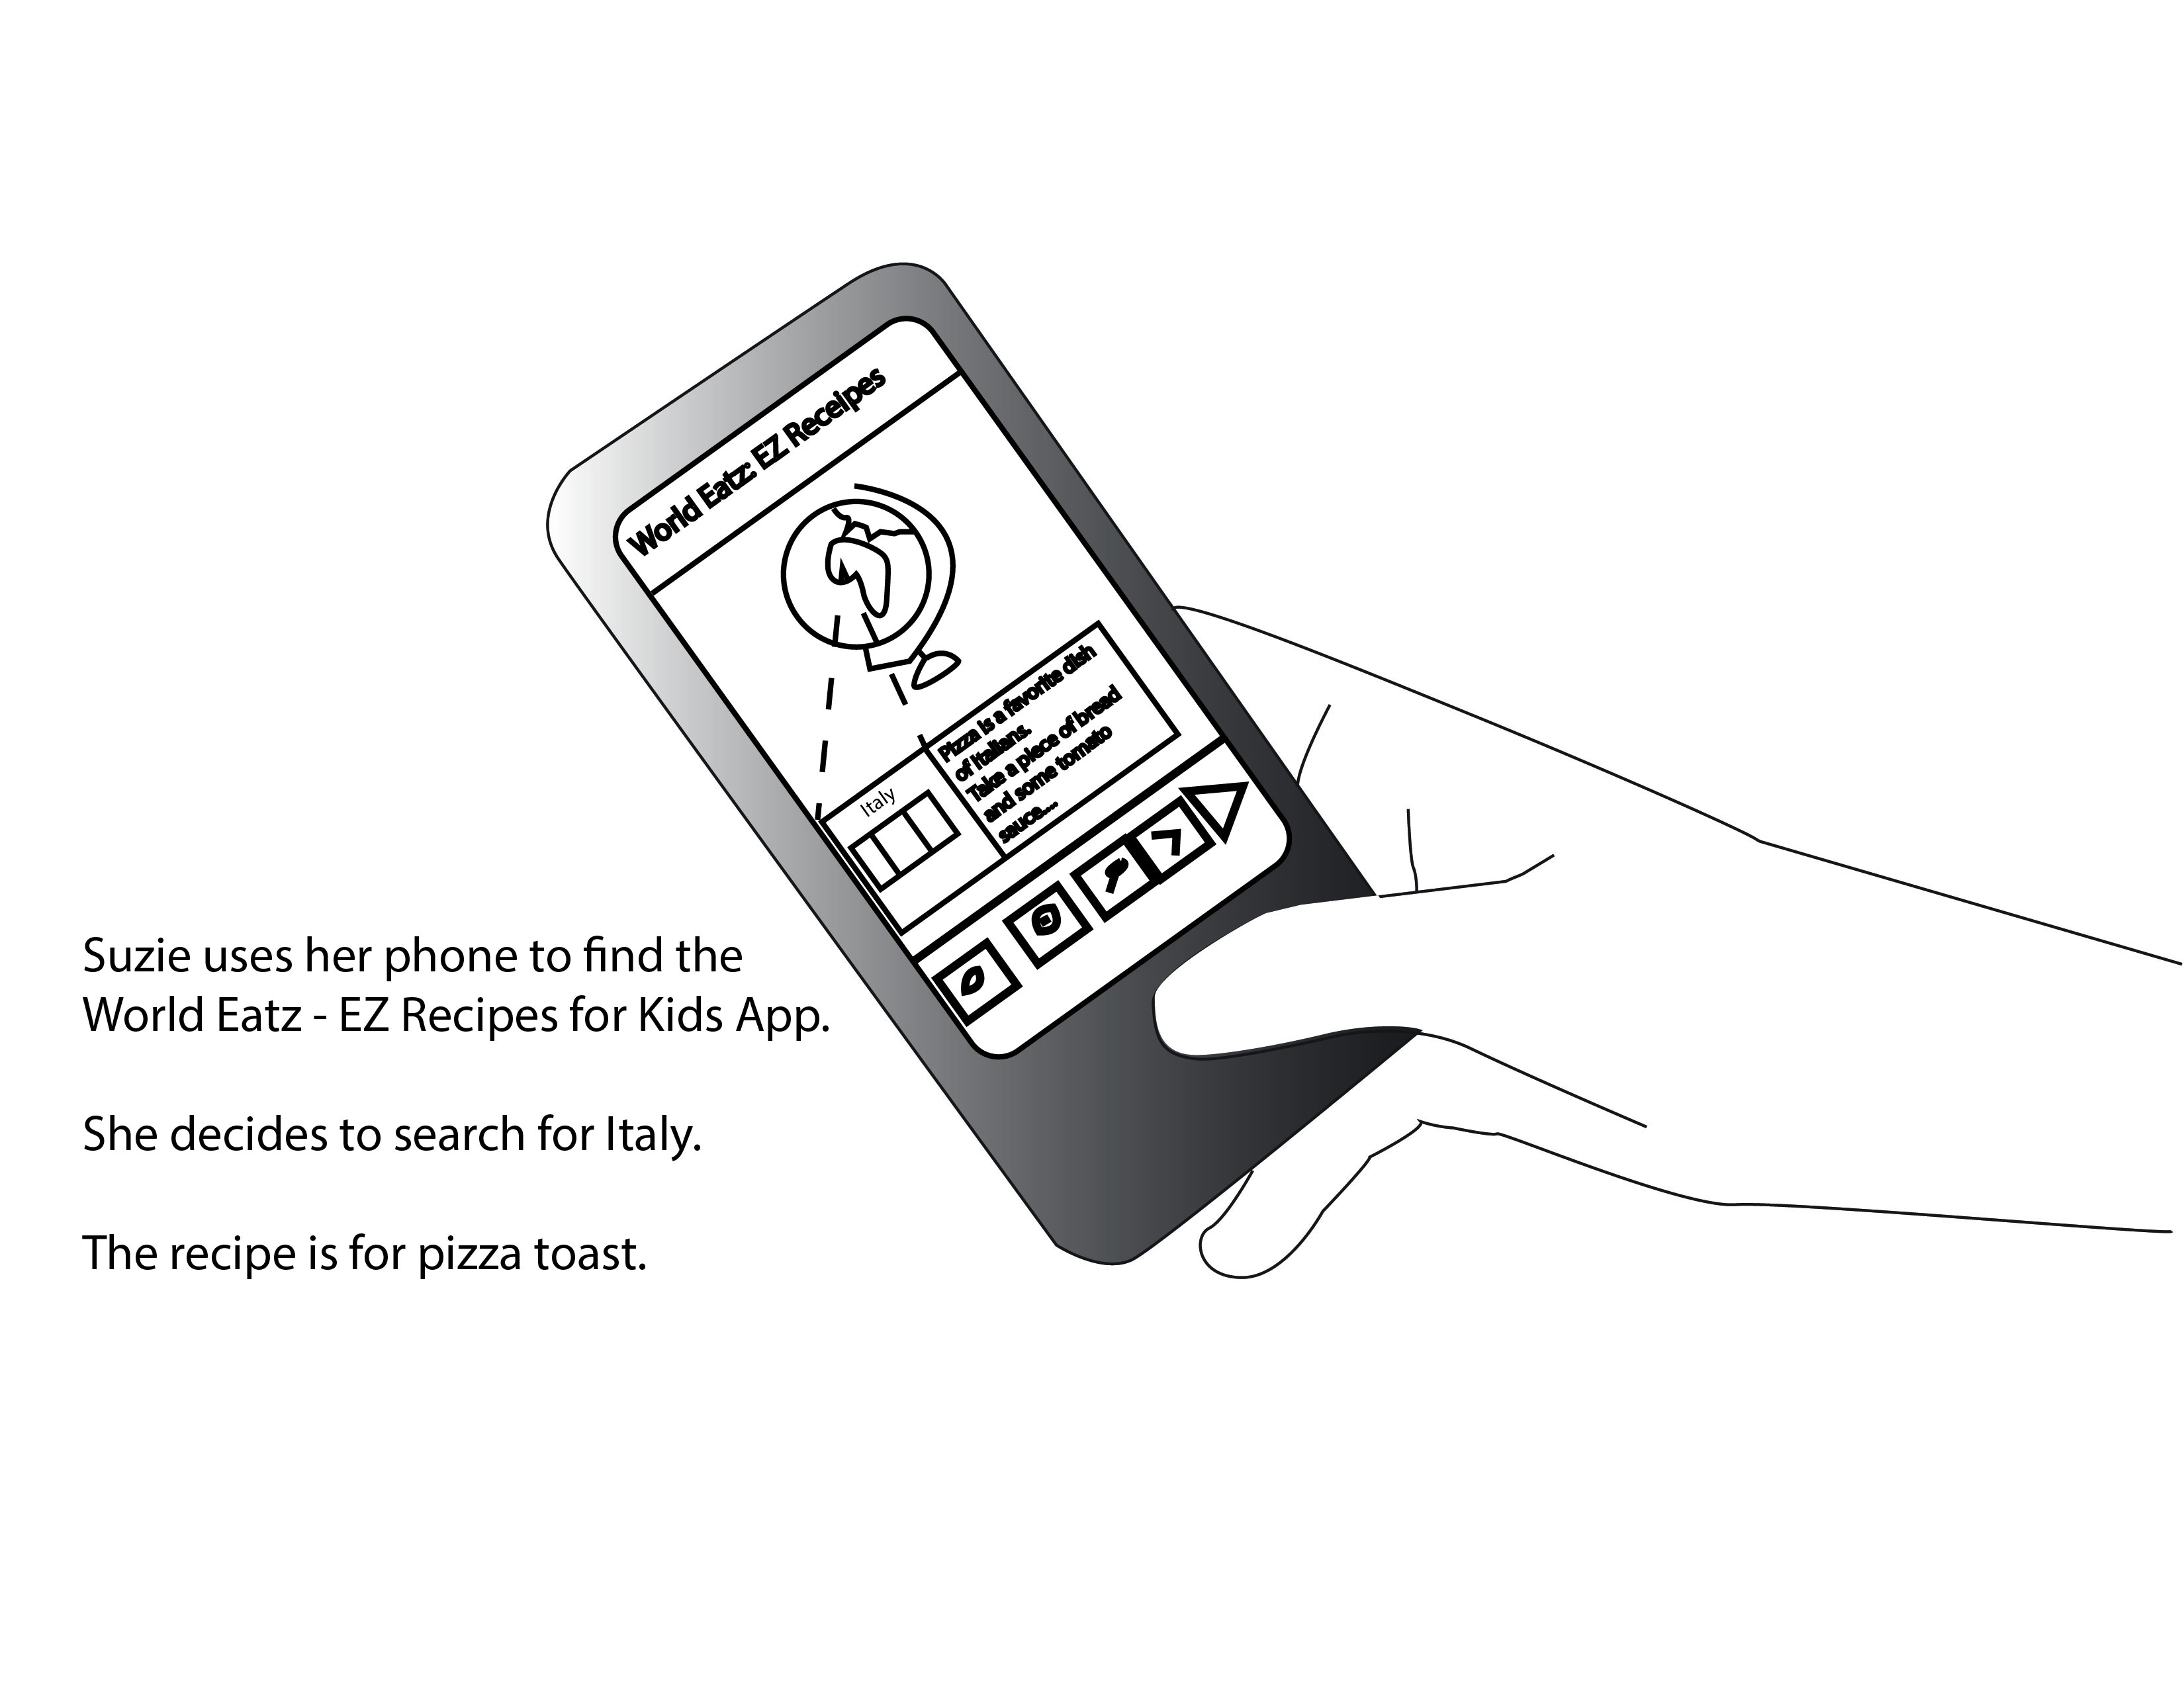 World Eatz: EZ Receipes
Italy
Pizza is a favorite dish
of Italians.
Take a piece of bread
and some tomato
sauce....
Suzie uses her phone to find the
World Eatz - EZ Recipes for Kids App.
She decides to search for Italy.
The recipe is for pizza toast.